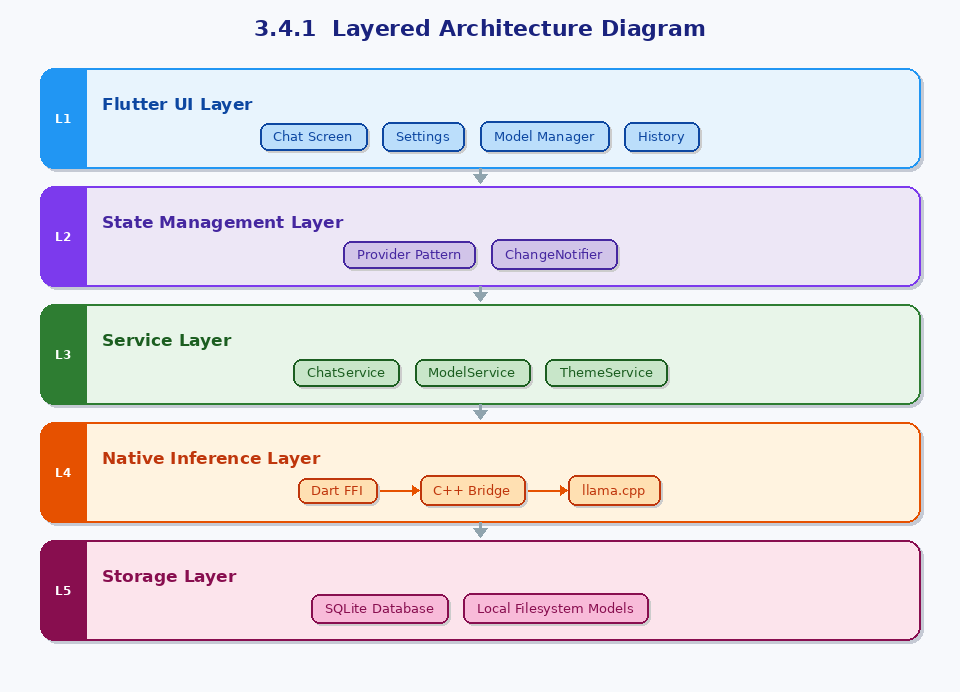 3.4.1 Layered Architecture Diagram
L1
Flutter UI Layer
Chat Screen Settings Model Manager History
L2
State Management Layer
Provider Pattern ChangeNotifier
L3
Service Layer
ChatService ModelService ThemeService
L4
Native Inference Layer
Dart FFI C++ Bridge llama.cpp
L5
Storage Layer
SQLite Database Local Filesystem Models